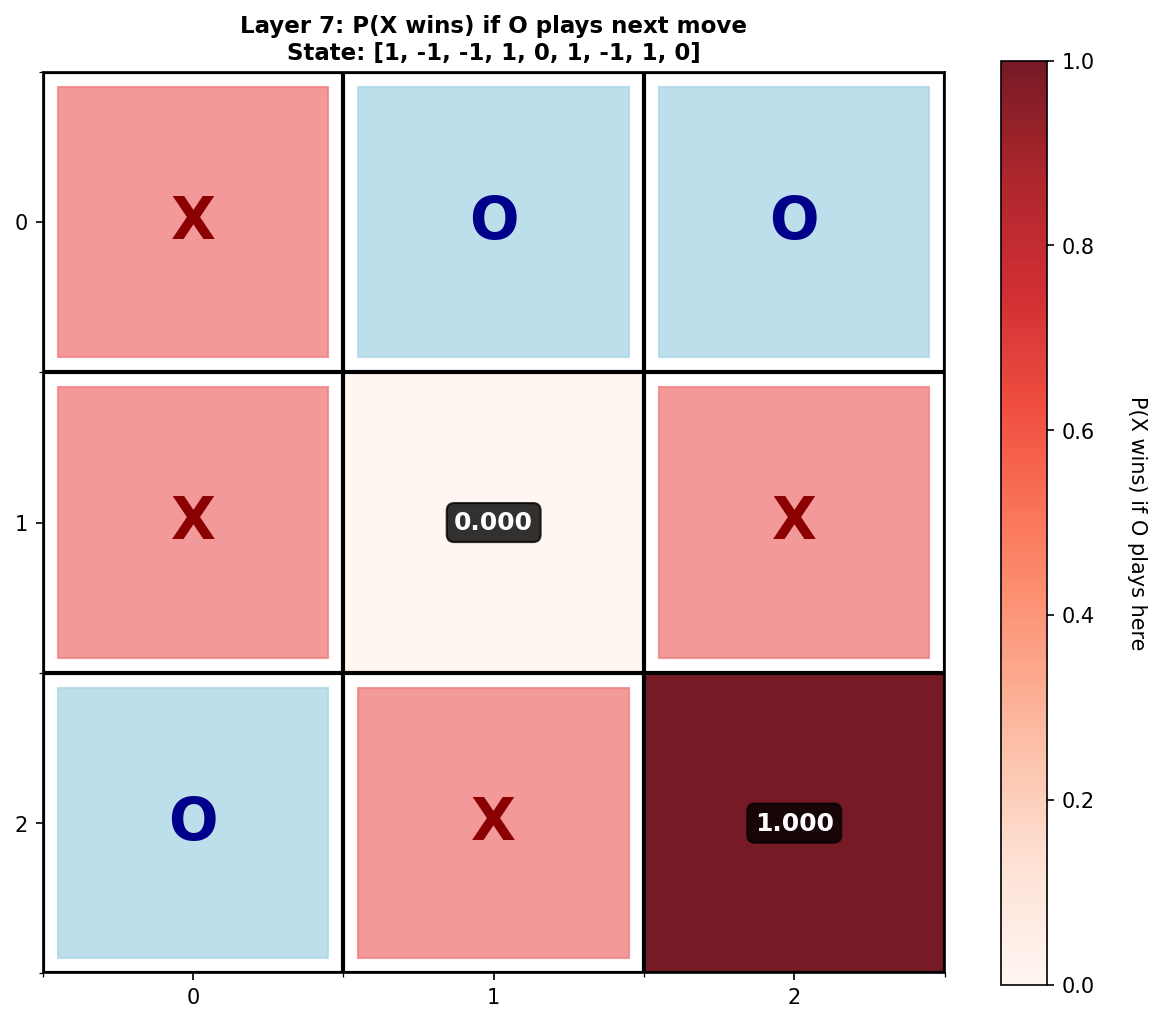 Layer 7: P(X wins) if O plays next move
State: [1, -1, -1, 1, 0, 1, -1, 1, 0]
1.0
0.8
0.6
0.4
0.2
0.0
P(X wins) if O plays here
0
X
O
O
1
X
0.000
X
2
O
X
1.000
0
1
2